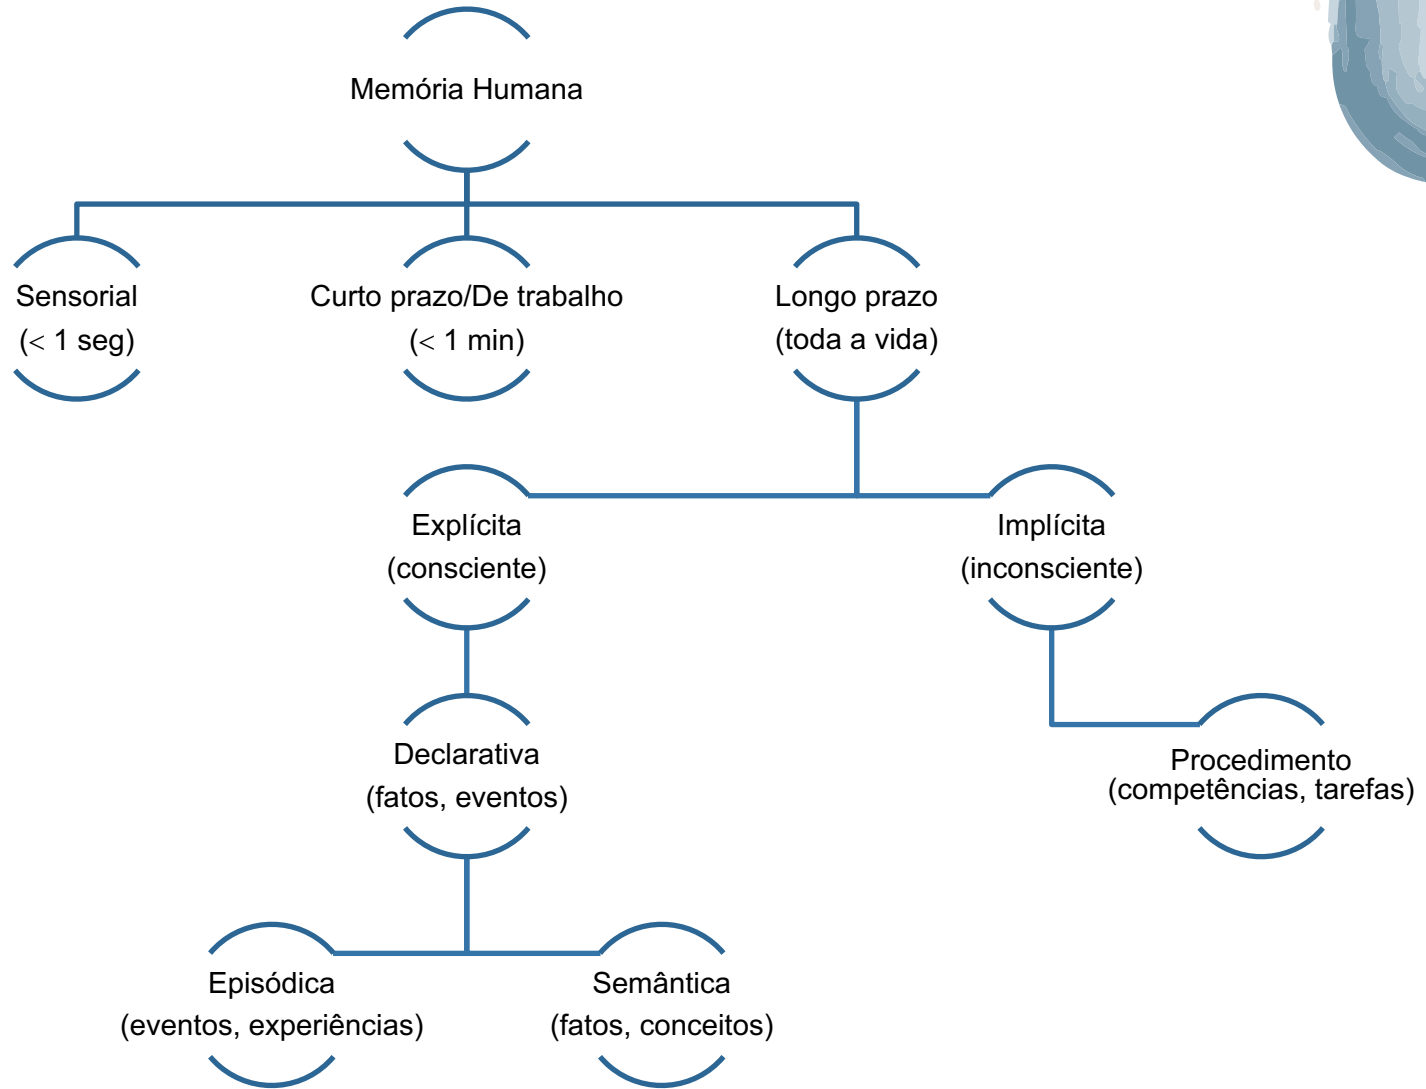 Memória Humana
Sensorial
(< 1 seg)
Curto prazo/De trabalho
(< 1 min)
Longo prazo
(toda a vida)
Explícita
(consciente)
Implícita
(inconsciente)
Declarativa
(fatos, eventos)
Procedimento
(competências, tarefas)
Episódica
(eventos, experiências)
Semântica
(fatos, conceitos)